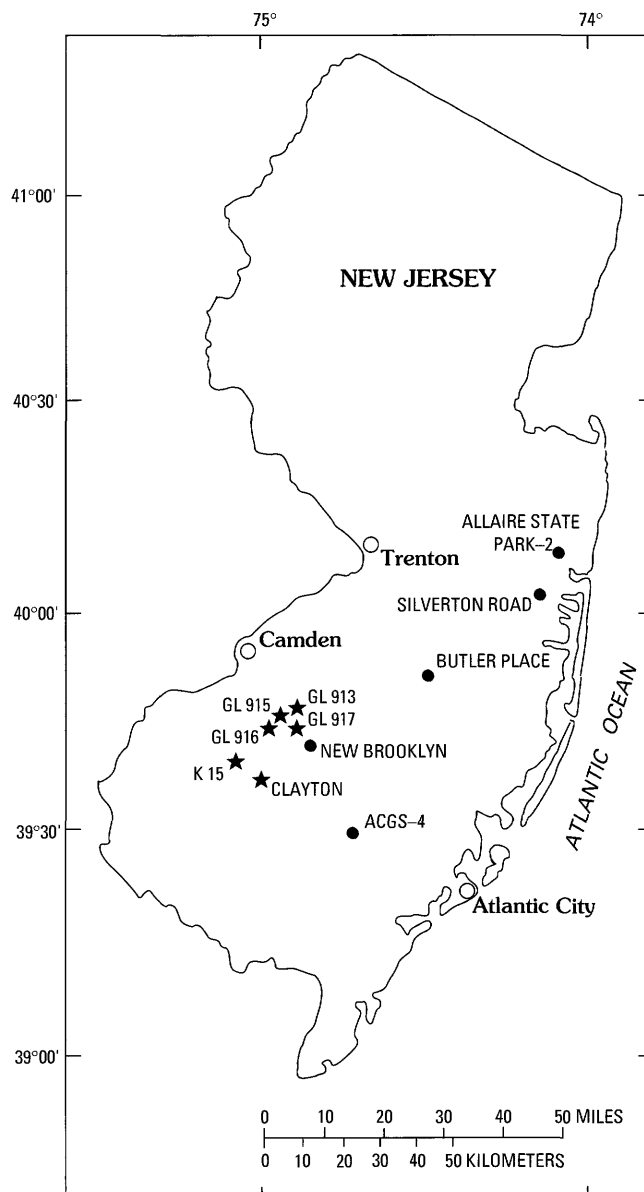 75°
74°
41°00'
NEW JERSEY
40°30'
ALLAIRE STATE
PARK–2
Trenton
SILVERTON ROAD
40°00'
Camden
BUTLER PLACE
GL 915
GL 913
GL 916
GL 917
NEW BROOKLYN
K 15
CLAYTON
ATLANTIC OCEAN
39°30'
ACGS–4
Atlantic City
39°00'
0 10 20 30 40 50 MILES
0 10 20 30 40 50 KILOMETERS